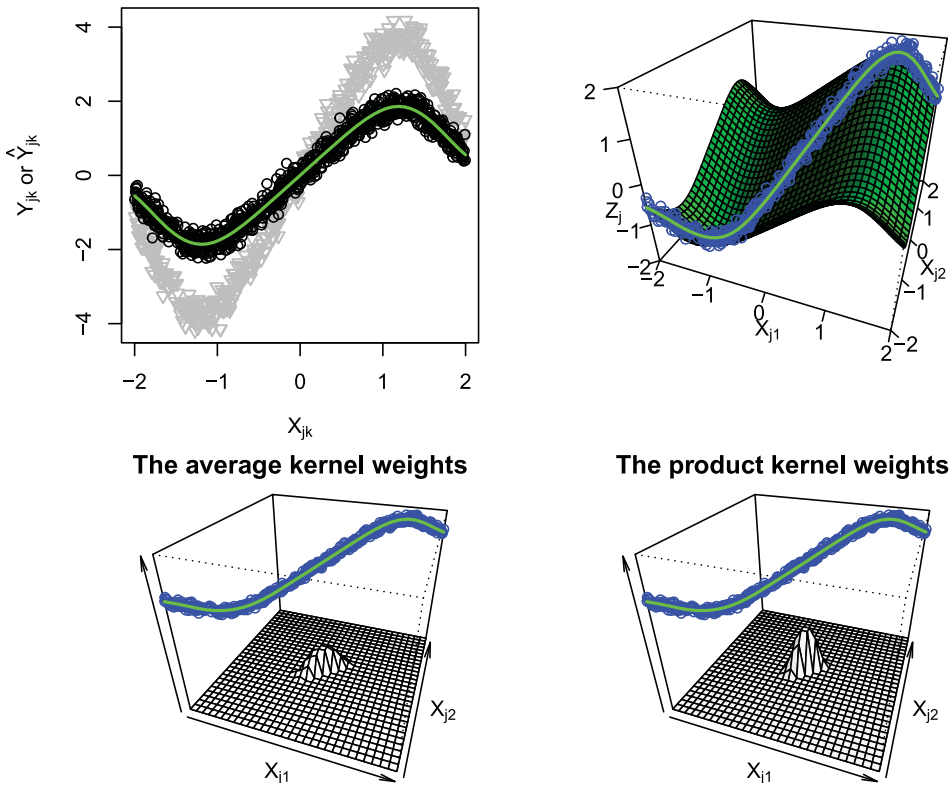 4
2
0
−2
−4
Y_jk or Ŷ_jk
−2 −1 0 1 2
X_jk
2
1
0
Z_j
−1
−2
−2
−1
0
X_j1
1
2
−2
−1
0
X_j2
1
2
The average kernel weights
X_j1
X_j2
The product kernel weights
X_j1
X_j2